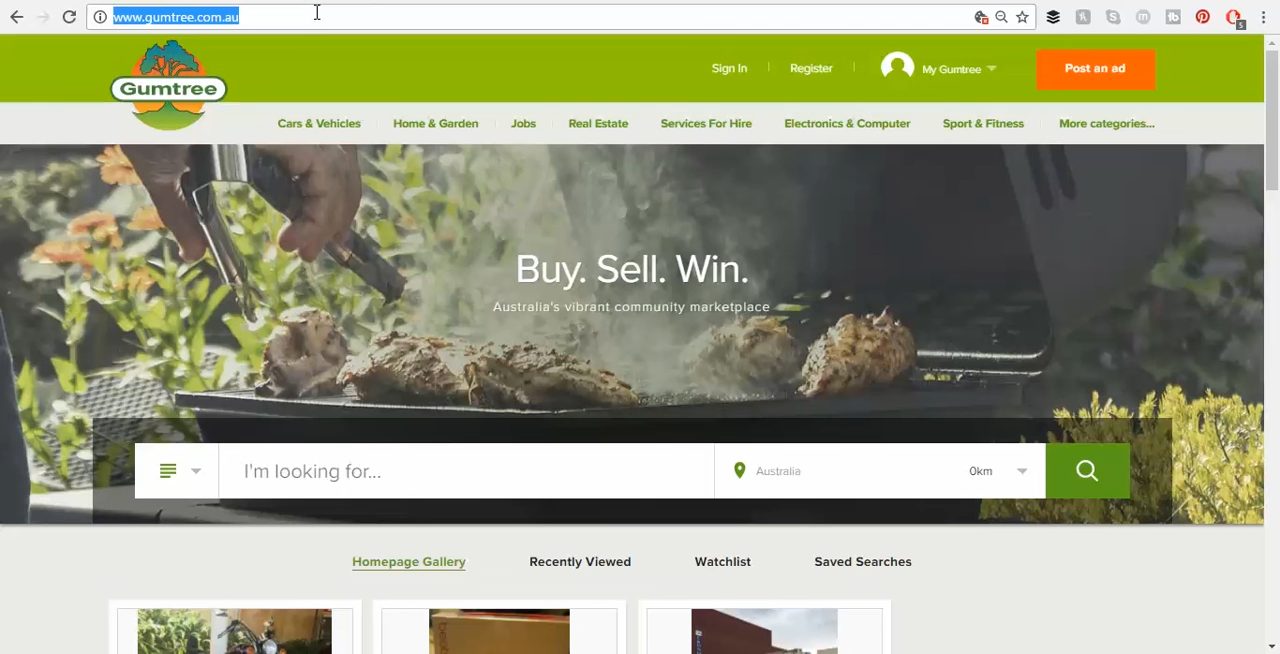 www.gumtree.com.au
Gumtree
Sign In
Register
My Gumtree
Post an ad
Cars & Vehicles
Home & Garden
Jobs
Real Estate
Services For Hire
Electronics & Computer
Sport & Fitness
More categories...
Buy. Sell. Win.
Australia's vibrant community marketplace
I'm looking for...
Australia
0km
Homepage Gallery
Recently Viewed
Watchlist
Saved Searches